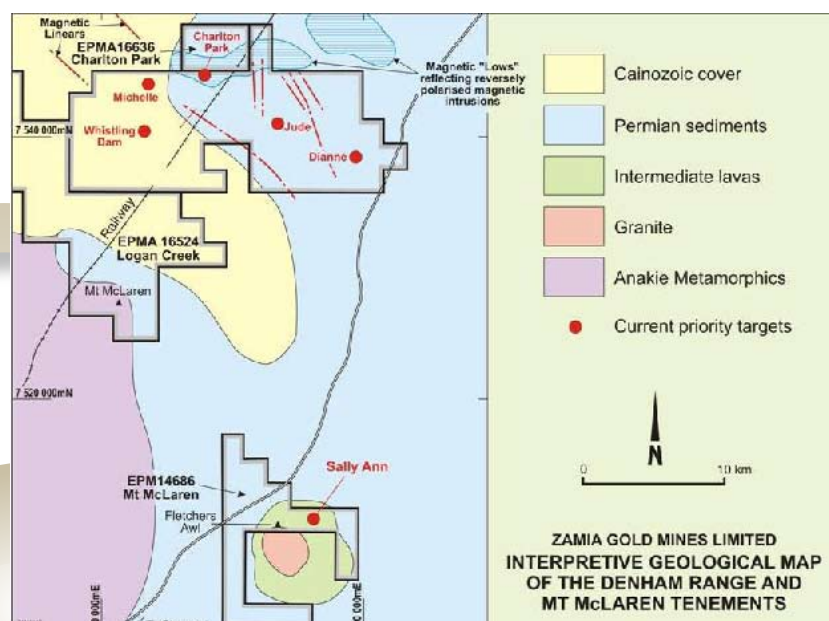 Magnetic
Linears
EPMA16636
Charlton Park
Charlton
Park
Magnetic "Lows"
reflecting reversely
polarised magnetic
intrusions
Michelle
7 540 000mN
Whistling
Dam
Jude
Dianne
Railway
EPMA 16524
Logan Creek
Mt McLaren
7 520 000mN
EPM14686
Mt McLaren
Sally Ann
Fletchers
Awl
Cainozoic cover
Permian sediments
Intermediate lavas
Granite
Anakie Metamorphics
Current priority targets
N
0 10 km
ZAMIA GOLD MINES LIMITED
INTERPRETIVE GEOLOGICAL MAP
OF THE DENHAM RANGE AND
MT McLAREN TENEMENTS